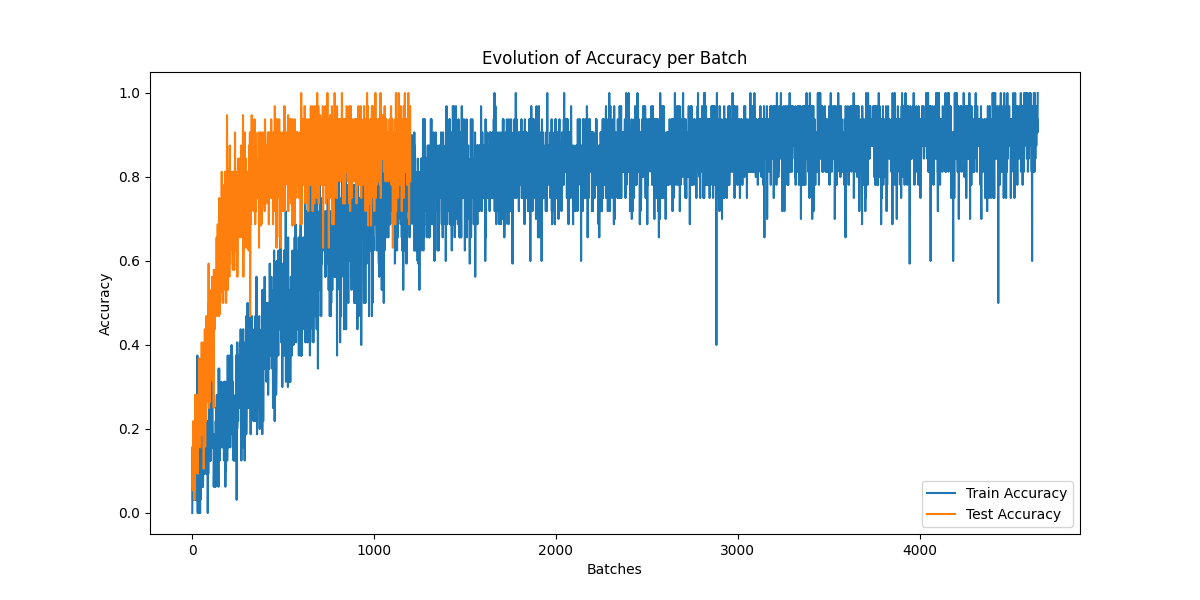 Evolution of Accuracy per Batch
Accuracy
1.0
0.8
0.6
0.4
0.2
0.0
0 1000 2000 3000 4000
Batches
Train Accuracy
Test Accuracy